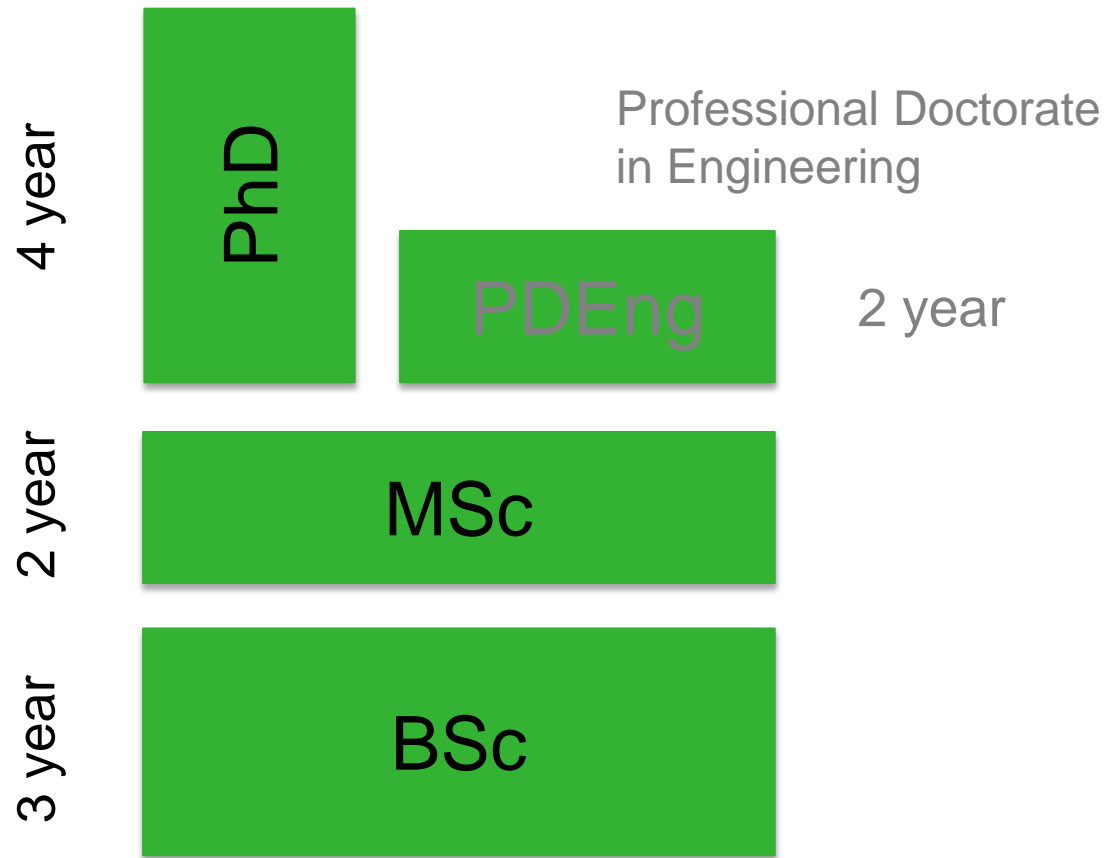 4 year
PhD
Professional Doctorate
in Engineering
PDEng
2 year
2 year
MSc
3 year
BSc